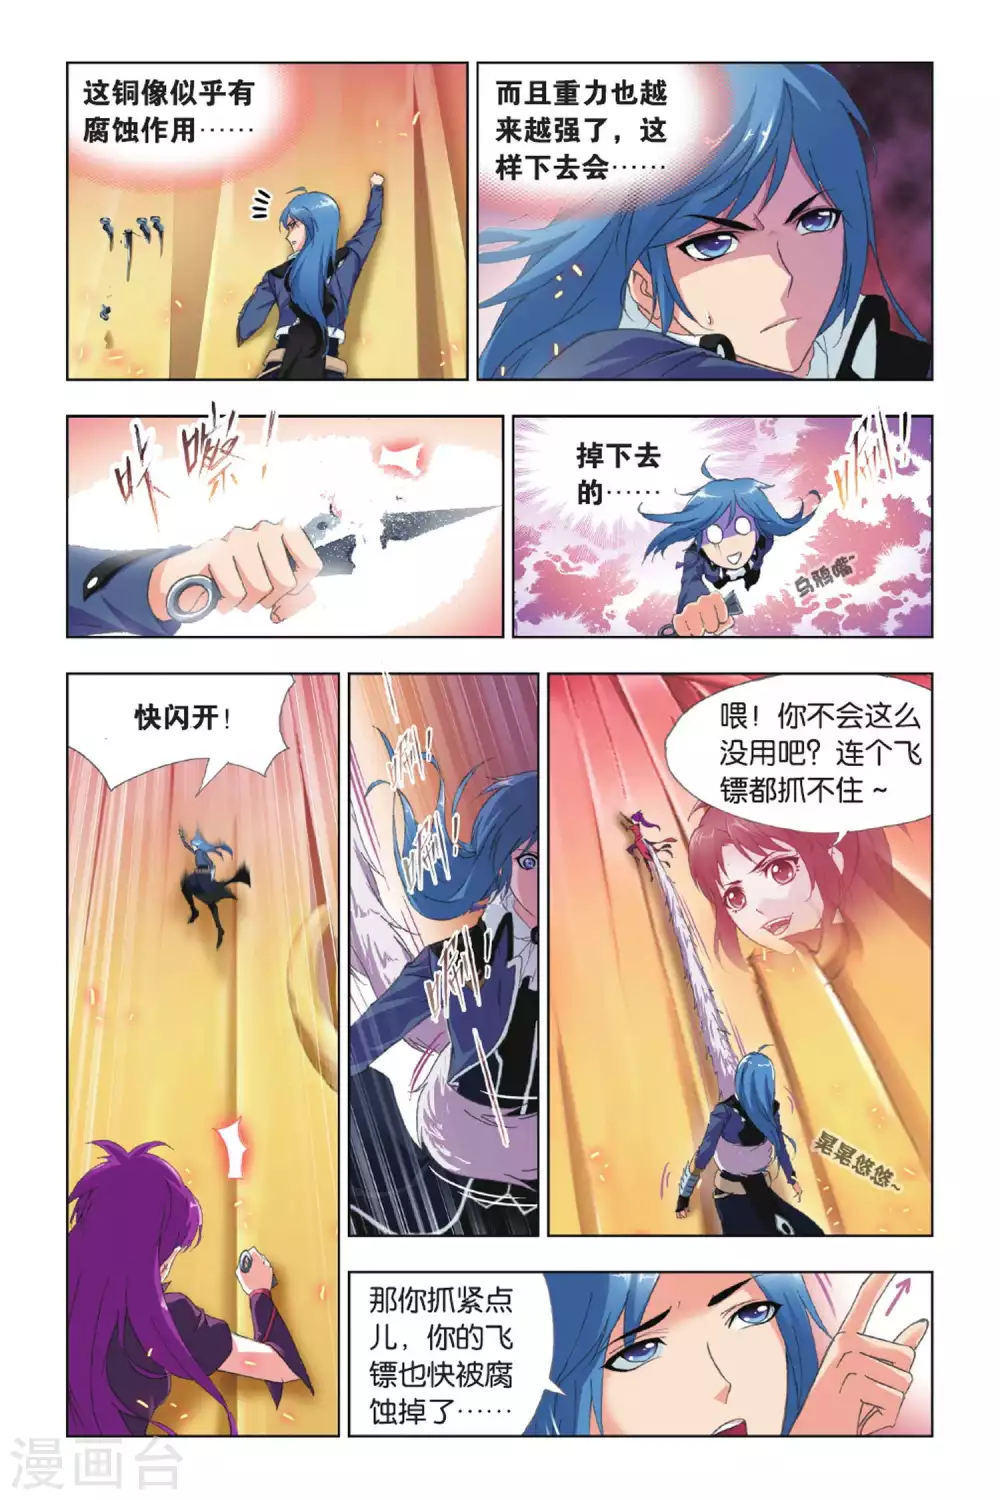 这铜像似乎有
腐蚀作用……
而且重力也越
来越强了，这
样下去会……
咔
嚓
掉下去
的……
唰！
乌鸦嘴~
快闪开！
唰！
唰！
唰！
喂！你不会这么
没用吧？连个飞
镖都抓不住~
晃晃悠悠~
那你抓紧点
儿，你的飞
镖也快被腐
蚀掉了……
漫画台